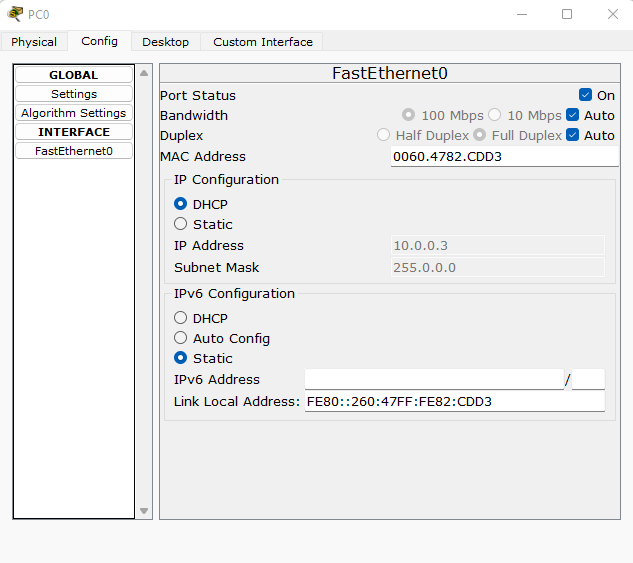 PC0
Physical Config Desktop Custom Interface
GLOBAL
Settings
Algorithm Settings
INTERFACE
FastEthernet0
FastEthernet0
Port Status On
Bandwidth 100 Mbps 10 Mbps Auto
Duplex Half Duplex Full Duplex Auto
MAC Address 0060.4782.CDD3
IP Configuration
DHCP
Static
IP Address 10.0.0.3
Subnet Mask 255.0.0.0
IPv6 Configuration
DHCP
Auto Config
Static
IPv6 Address /
Link Local Address: FE80::260:47FF:FE82:CDD3